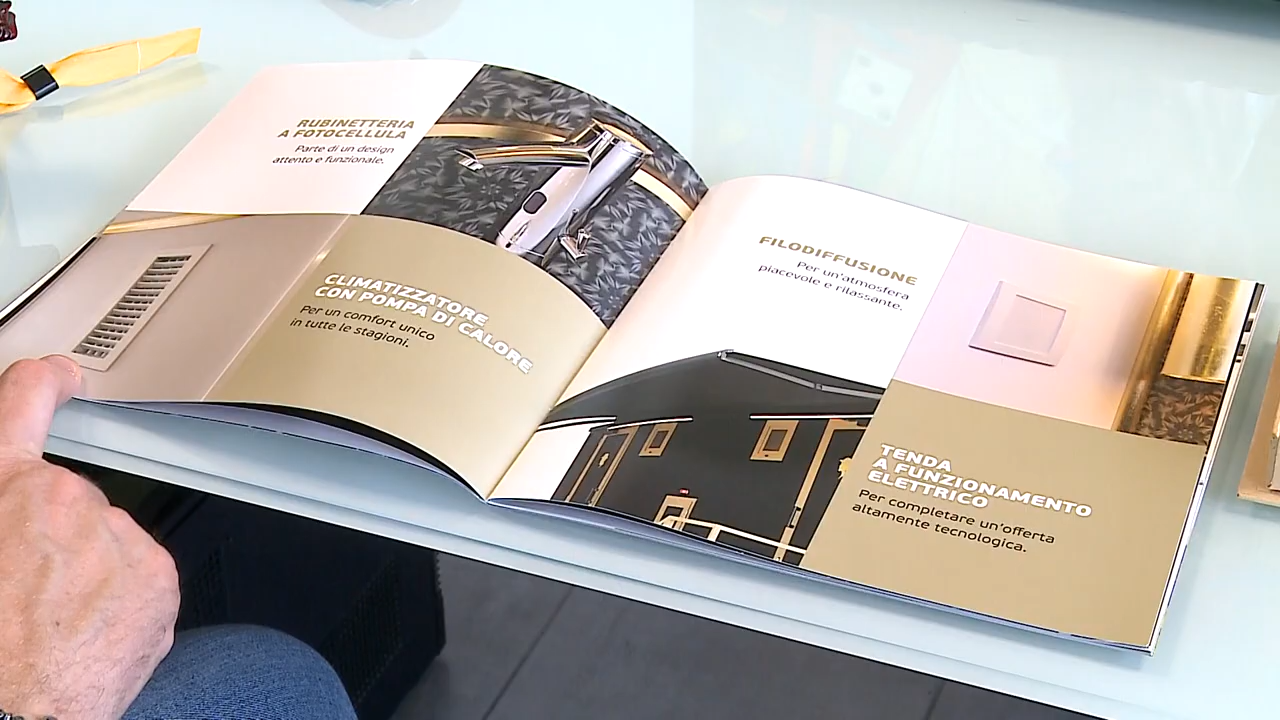 RUBINETTERIA
A FOTOCELLULA
Parte di un design
attento e funzionale.
CLIMATIZZATORE
CON POMPA DI CALORE
Per un comfort unico
in tutte le stagioni.
FILODIFFUSIONE
Per un'atmosfera
piacevole e rilassante.
TENDA
A FUNZIONAMENTO
ELETTRICO
Per completare un'offerta
altamente tecnologica.